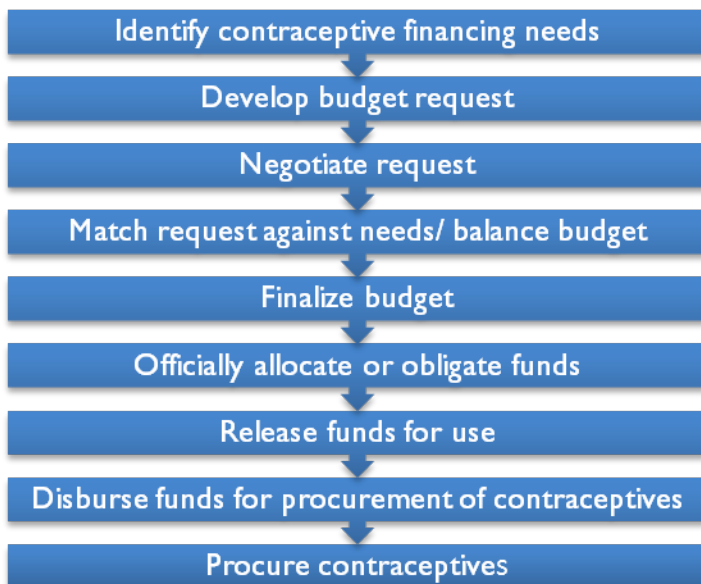 Identify contraceptive financing needs
Develop budget request
Negotiate request
Match request against needs/ balance budget
Finalize budget
Officially allocate or obligate funds
Release funds for use
Disburse funds for procurement of contraceptives
Procure contraceptives